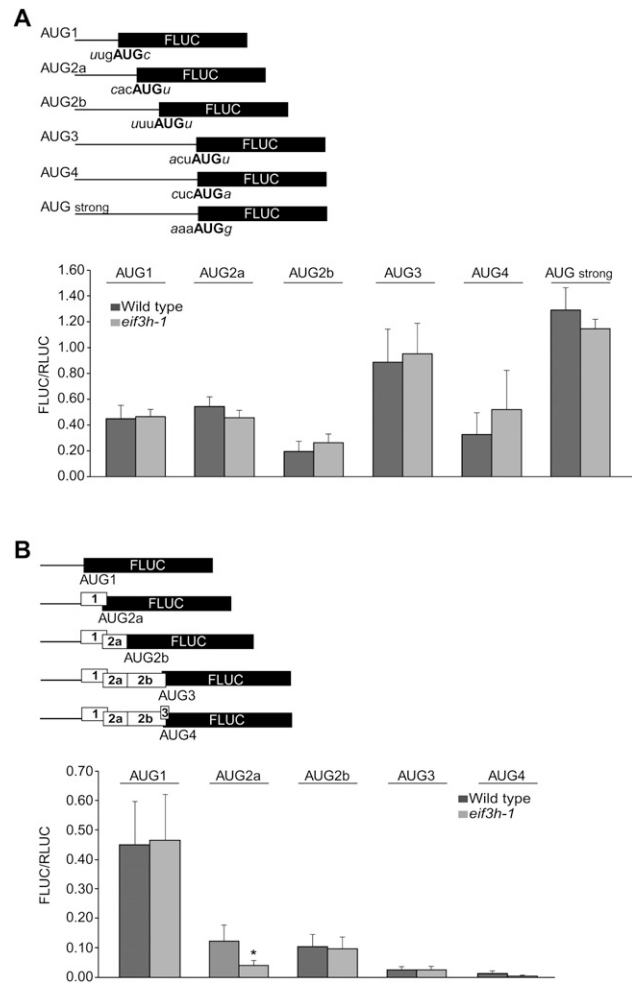 A
AUG1 FLUC
uugAUGc
AUG2a FLUC
cacAUGu
AUG2b FLUC
uuuAUGu
AUG3 FLUC
acuAUGu
AUG4 FLUC
cucAUGa
AUG strong FLUC
aaaAUGg
AUG1 AUG2a AUG2b AUG3 AUG4 AUG strong
1.60
1.40
1.20
1.00
0.80
0.60
0.40
0.20
0.00
FLUC/RLUC
Wild type
eif3h-1
B
FLUC
AUG1
1 FLUC
AUG2a
1 2a FLUC
AUG2b
1 2a 2b FLUC
AUG3
1 2a 2b 3 FLUC
AUG4
AUG1 AUG2a AUG2b AUG3 AUG4
0.70
0.60
0.50
0.40
0.30
0.20
0.10
0.00
FLUC/RLUC
Wild type
eif3h-1
*